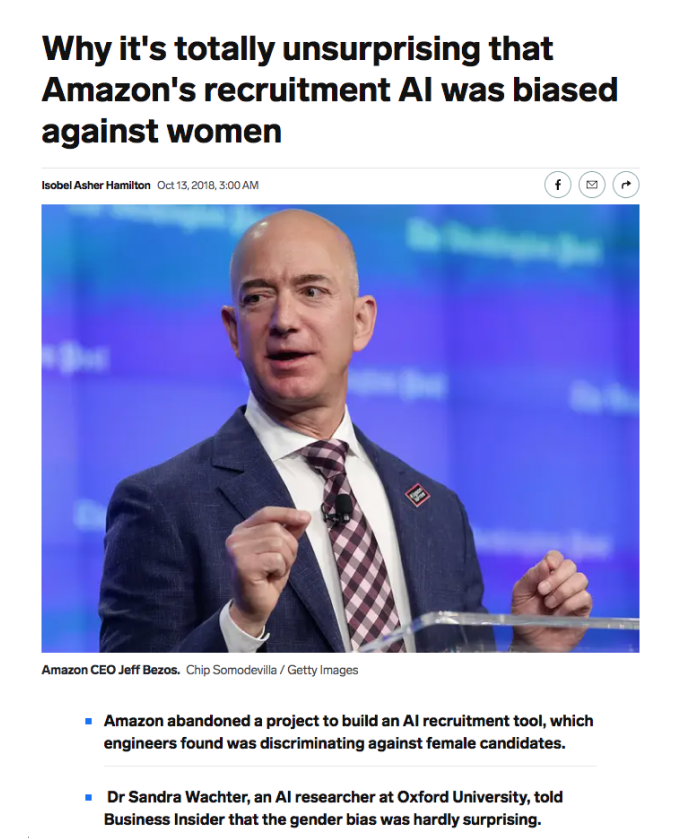 Why it's totally unsurprising that
Amazon's recruitment AI was biased
against women
Isobel Asher Hamilton Oct 13, 2018, 3:00 AM
The Washington Post
Amazon CEO Jeff Bezos. Chip Somodevilla / Getty Images
Amazon abandoned a project to build an AI recruitment tool, which
engineers found was discriminating against female candidates.
Dr Sandra Wachter, an AI researcher at Oxford University, told
Business Insider that the gender bias was hardly surprising.